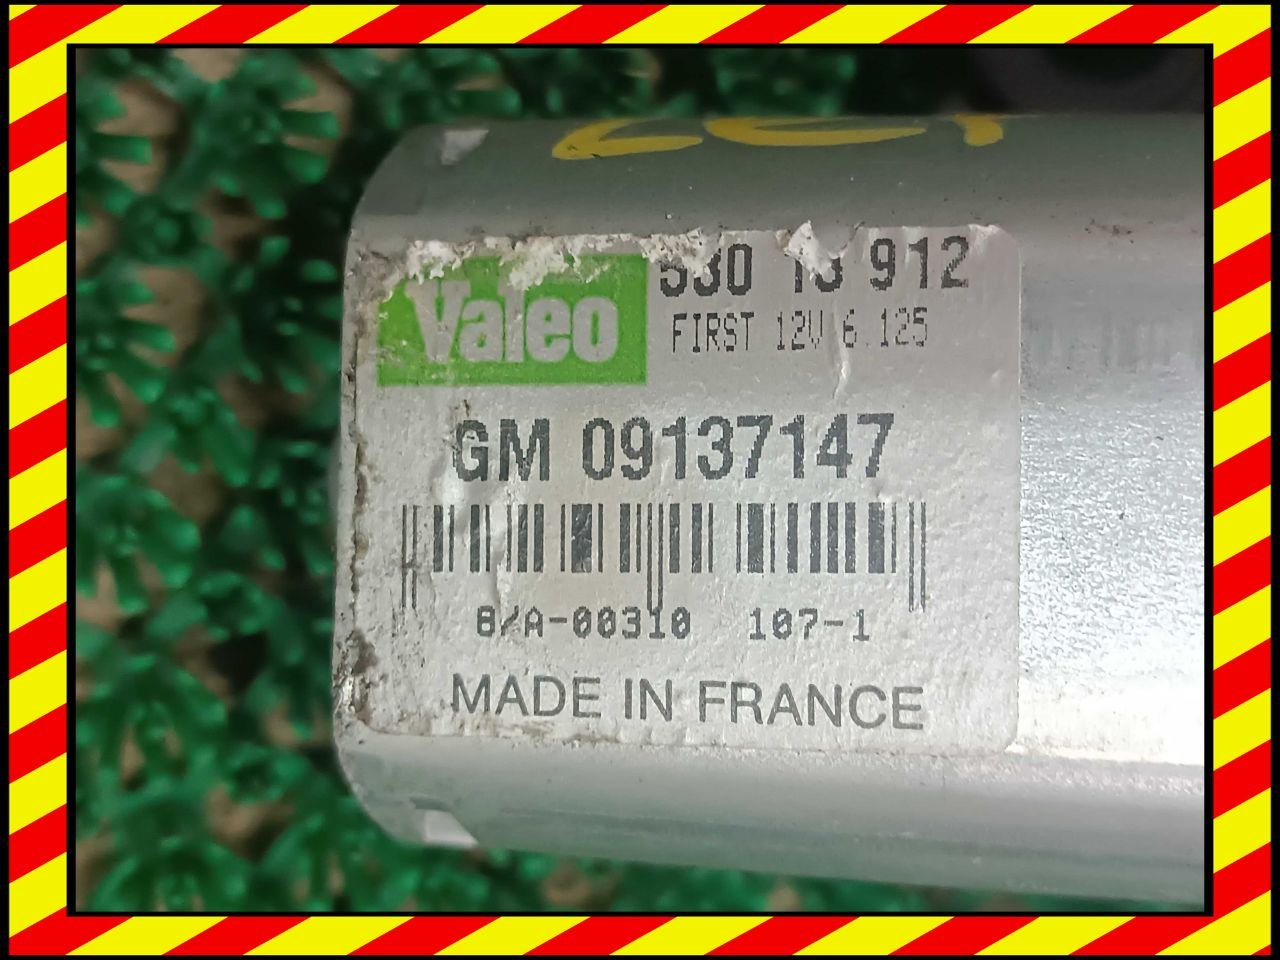 Valeo
530 13 912
FIRST 12V 6.125
GM 09137147
8/A-00310 107-1
MADE IN FRANCE